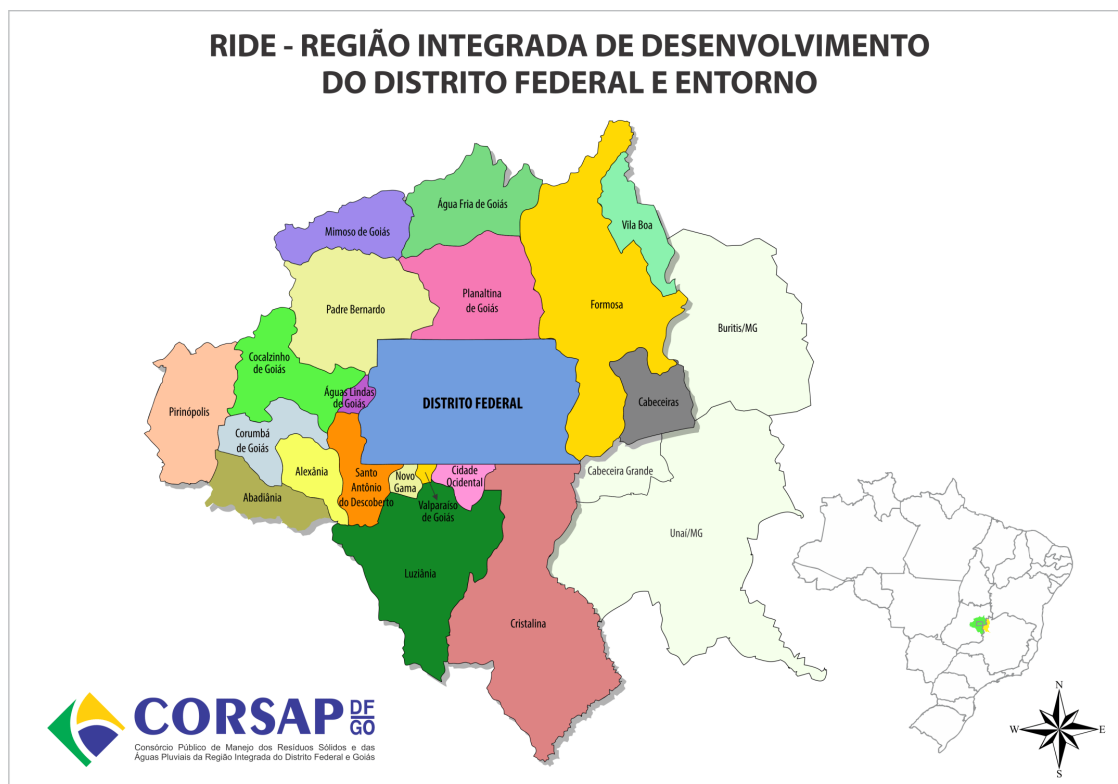 RIDE - REGIÃO INTEGRADA DE DESENVOLVIMENTO
DO DISTRITO FEDERAL E ENTORNO
Água Fria de Goiás
Mimoso de Goiás
Vila Boa
Padre Bernardo
Planaltina
de Goiás
Formosa
Buritis/MG
Cocalzinho
de Goiás
Águas Lindas
de Goiás
DISTRITO FEDERAL
Cabeceiras
Pirinópolis
Corumbá
de Goiás
Alexânia
Abadiânia
Santo
Antônio
do Descoberto
Novo
Gama
Cidade
Ocidental
Valparaíso
de Goiás
Cabeceira Grande
Unaí/MG
Luziânia
Cristalina
CORSAP DF GO
Consórcio Público de Manejo dos Resíduos Sólidos e das
Águas Pluviais da Região Integrada do Distrito Federal e Goiás
N
W
E
S